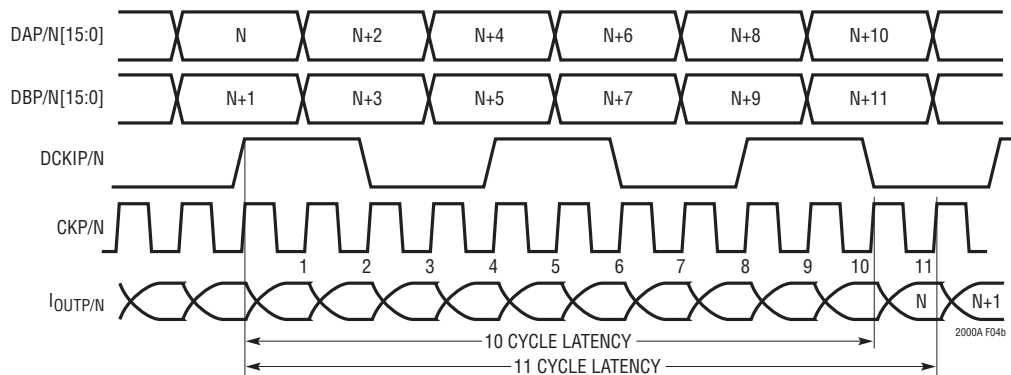 DAP/N[15:0] N N+2 N+4 N+6 N+8 N+10
DBP/N[15:0] N+1 N+3 N+5 N+7 N+9 N+11
DCKIP/N
CKP/N
1 2 3 4 5 6 7 8 9 10 11
IOUTP/N N N+1
2000A F04b
10 CYCLE LATENCY
11 CYCLE LATENCY